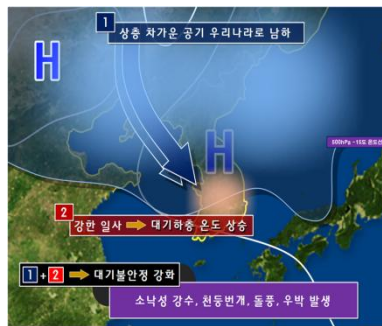 1 상층 차가운 공기 우리나라로 남하
H
H
500hPa -15도 온도선
2 강한 일사 ➡ 대기하층 온도 상승
1 + 2 ➡ 대기불안정 강화
소낙성 강수, 천둥번개, 돌풍, 우박 발생